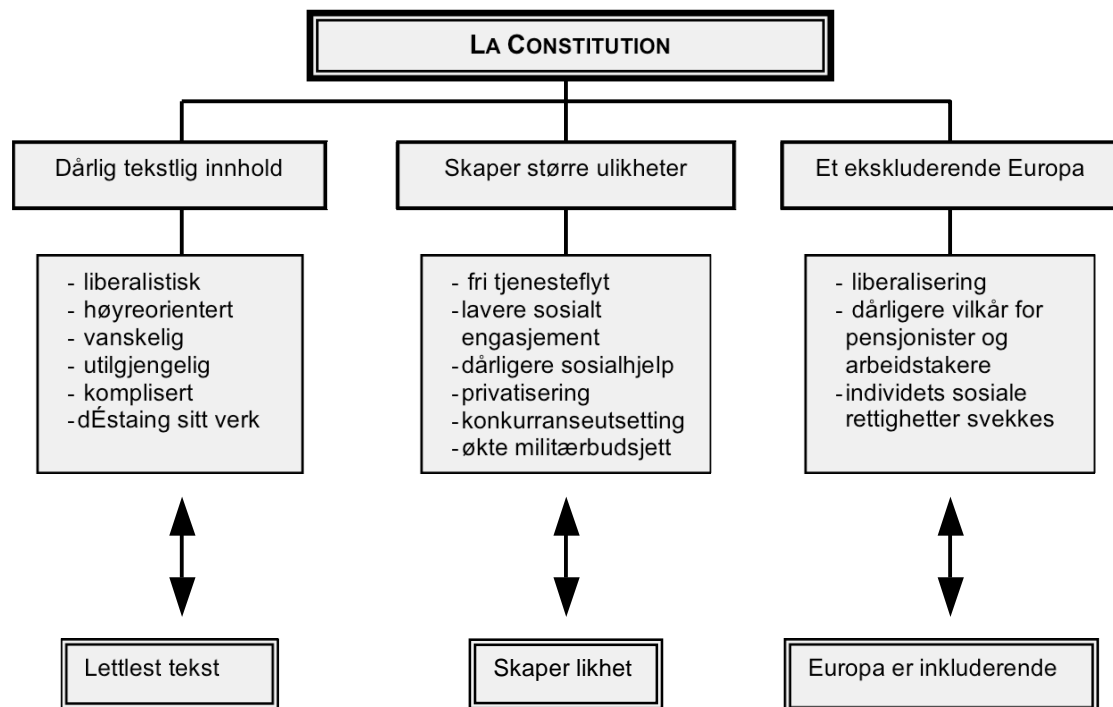 LA CONSTITUTION
Dårlig tekstlig innhold
Skaper større ulikheter
Et ekskluderende Europa
- liberalistisk
- høyreorientert
- vanskelig
- utilgjengelig
- komplisert
- dÉstaing sitt verk
- fri tjenesteflyt
- lavere sosialt
engasjement
- dårligere sosialhjelp
- privatisering
- konkurranseutsetting
- økte militærbudsjett
- liberalisering
- dårligere vilkår for
pensjonister og
arbeidstakere
- individets sosiale
rettighetter svekkes
Lettlest tekst
Skaper likhet
Europa er inkluderende